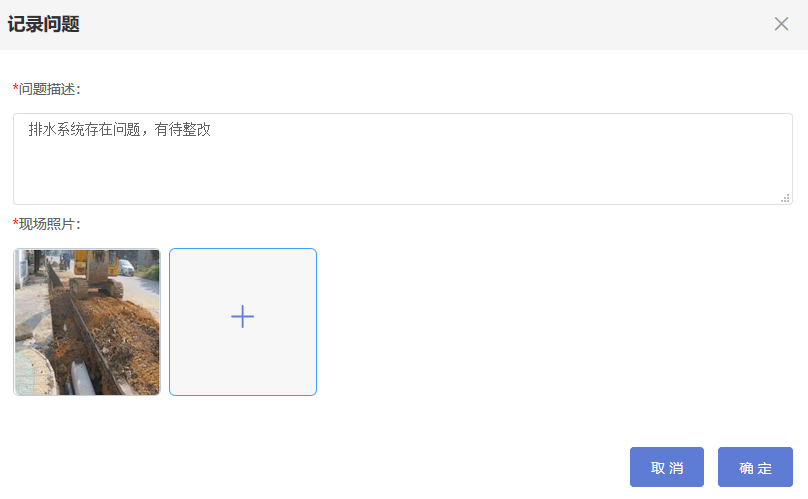 记录问题
*问题描述：
排水系统存在问题，有待整改
*现场照片：
取消
确定